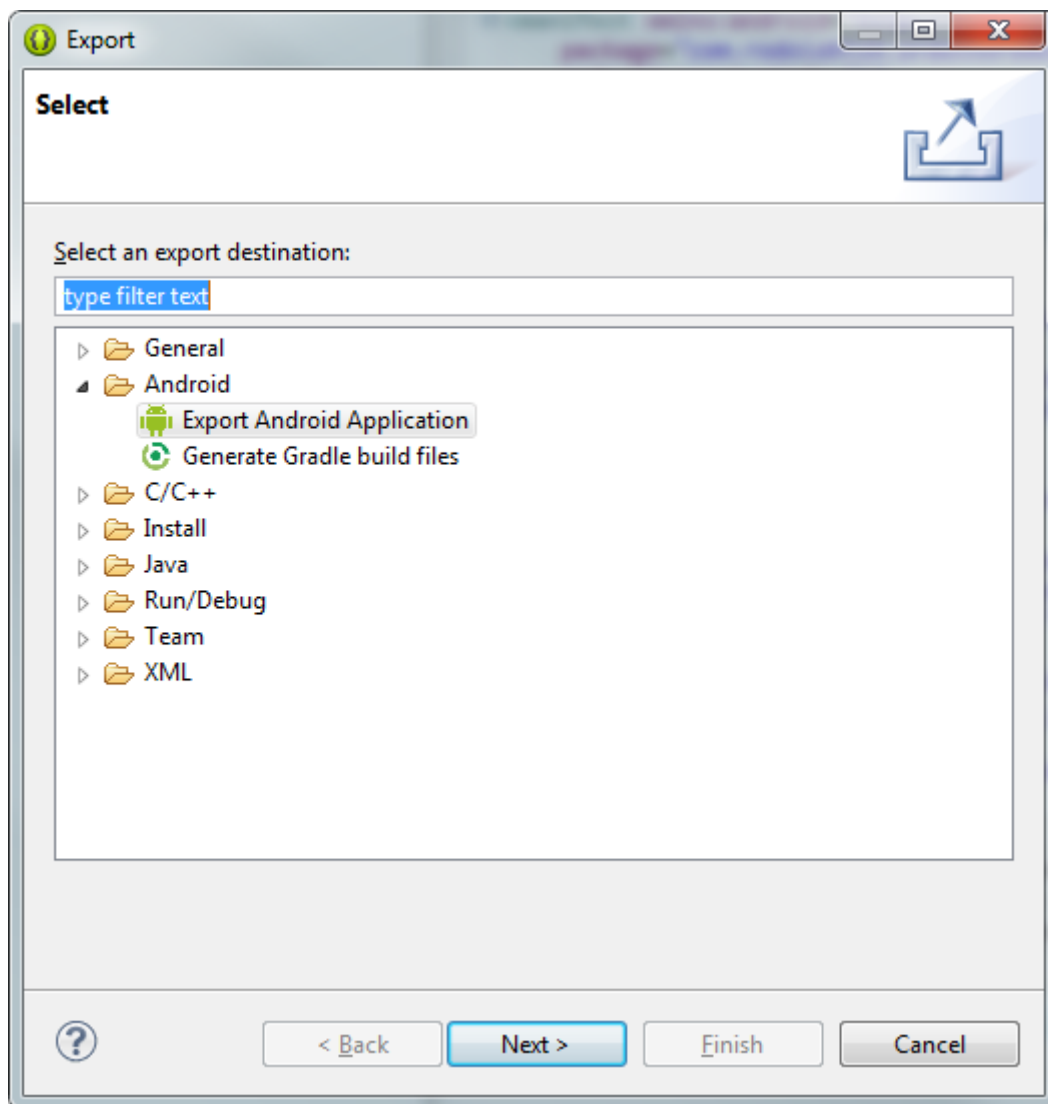 Export
Select
Select an export destination:
type filter text
General
Android
Export Android Application
Generate Gradle build files
C/C++
Install
Java
Run/Debug
Team
XML
< Back
Next >
Finish
Cancel